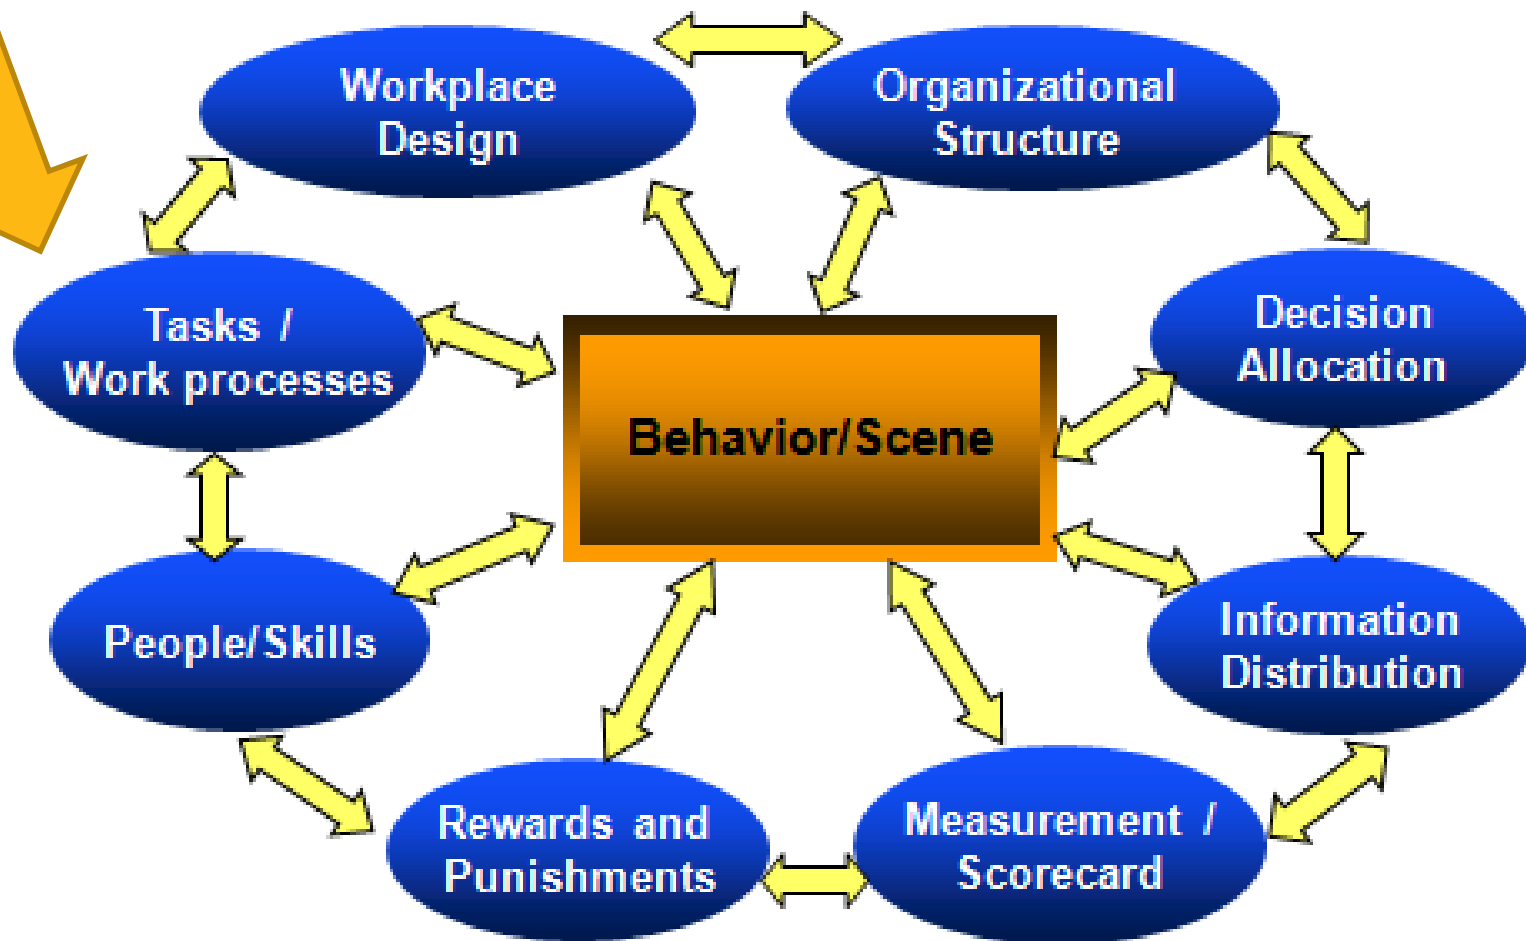 Workplace
Design
Organizational
Structure
Tasks /
Work processes
Decision
Allocation
Behavior/Scene
People/Skills
Information
Distribution
Rewards and
Punishments
Measurement /
Scorecard